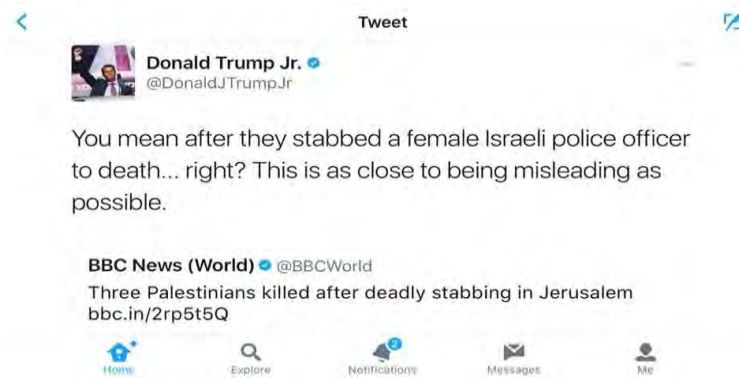 Tweet
Donald Trump Jr.
@DonaldJTrumpJr
You mean after they stabbed a female Israeli police officer
to death... right? This is as close to being misleading as
possible.
BBC News (World) @BBCWorld
Three Palestinians killed after deadly stabbing in Jerusalem
bbc.in/2rp5t5Q
2
Home Explore Notifications Messages Me